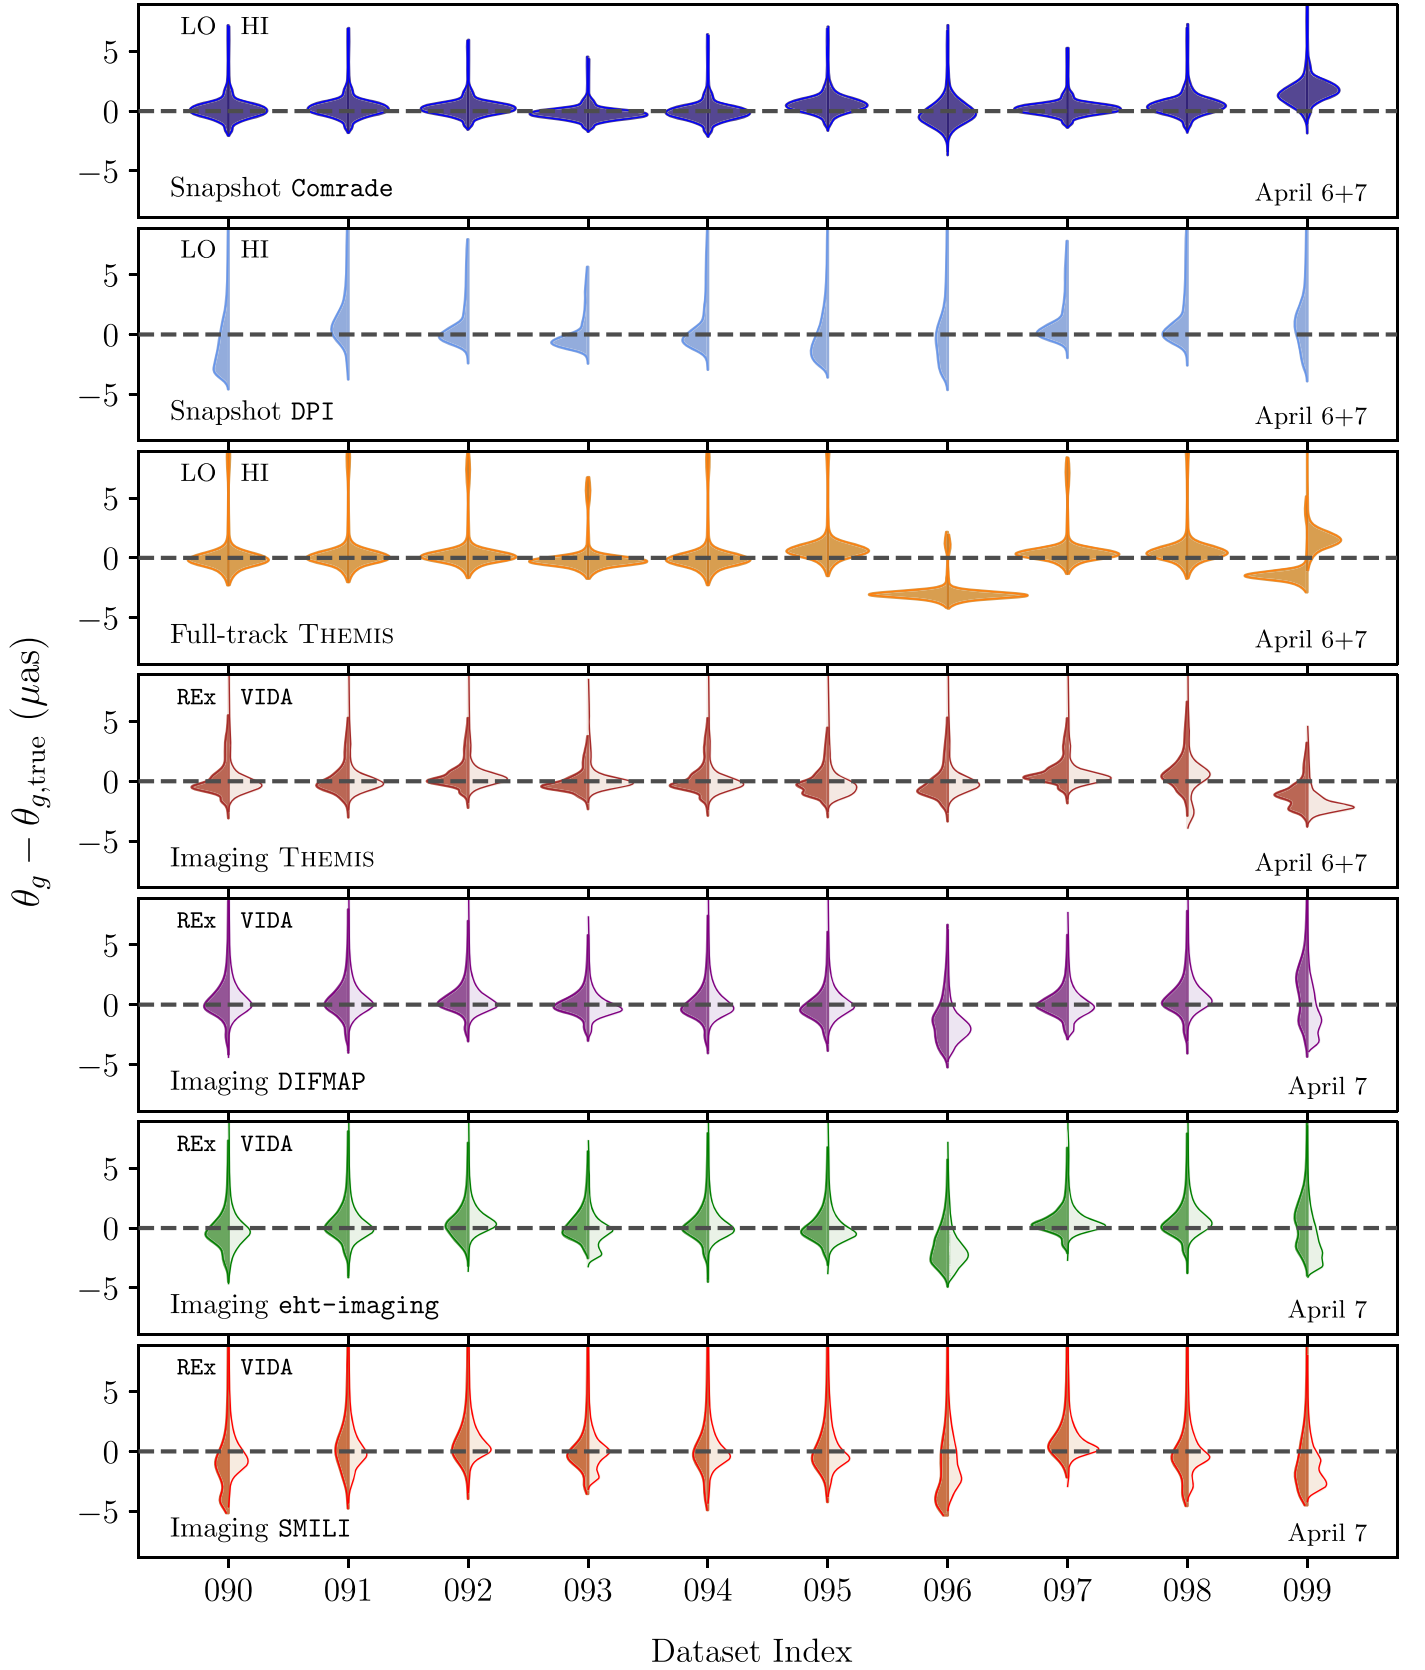 LO HI
5
0
−5
Snapshot Comrade
April 6+7
LO HI
5
0
−5
Snapshot DPI
April 6+7
LO HI
5
0
−5
Full-track THEMIS
April 6+7
REx VIDA
5
0
−5
Imaging THEMIS
April 6+7
REx VIDA
5
0
−5
Imaging DIFMAP
April 7
REx VIDA
5
0
−5
Imaging eht-imaging
April 7
REx VIDA
5
0
−5
Imaging SMILI
April 7
θg − θg,true (μas)
090 091 092 093 094 095 096 097 098 099
Dataset Index